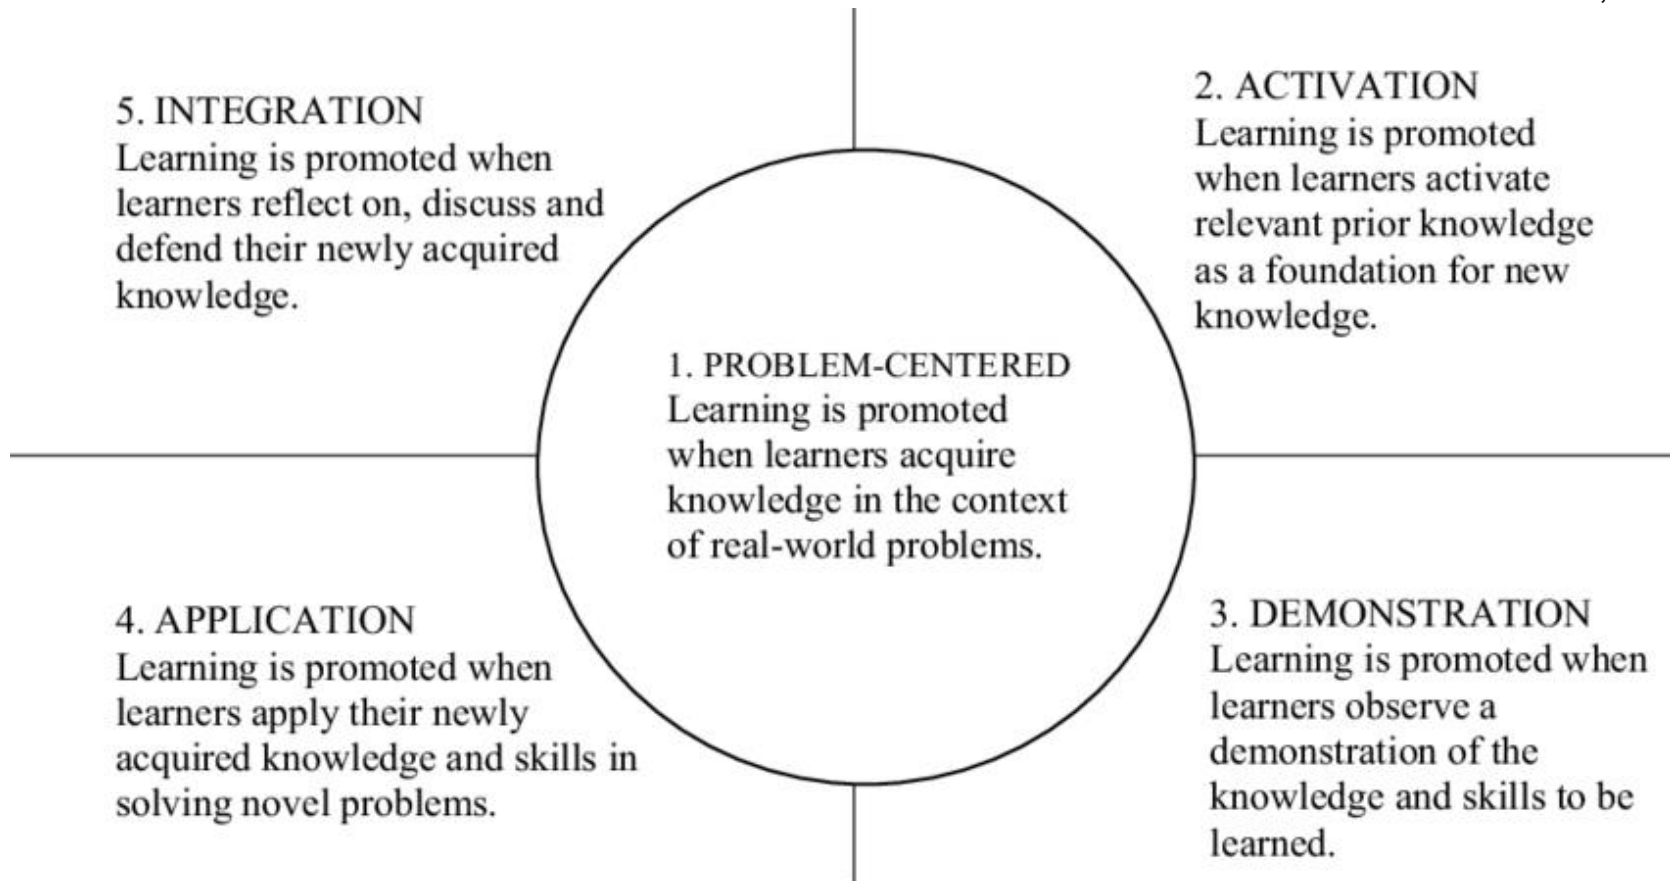 1. PROBLEM-CENTERED
Learning is promoted
when learners acquire
knowledge in the context
of real-world problems.
2. ACTIVATION
Learning is promoted
when learners activate
relevant prior knowledge
as a foundation for new
knowledge.
3. DEMONSTRATION
Learning is promoted when
learners observe a
demonstration of the
knowledge and skills to be
learned.
4. APPLICATION
Learning is promoted when
learners apply their newly
acquired knowledge and skills in
solving novel problems.
5. INTEGRATION
Learning is promoted when
learners reflect on, discuss and
defend their newly acquired
knowledge.